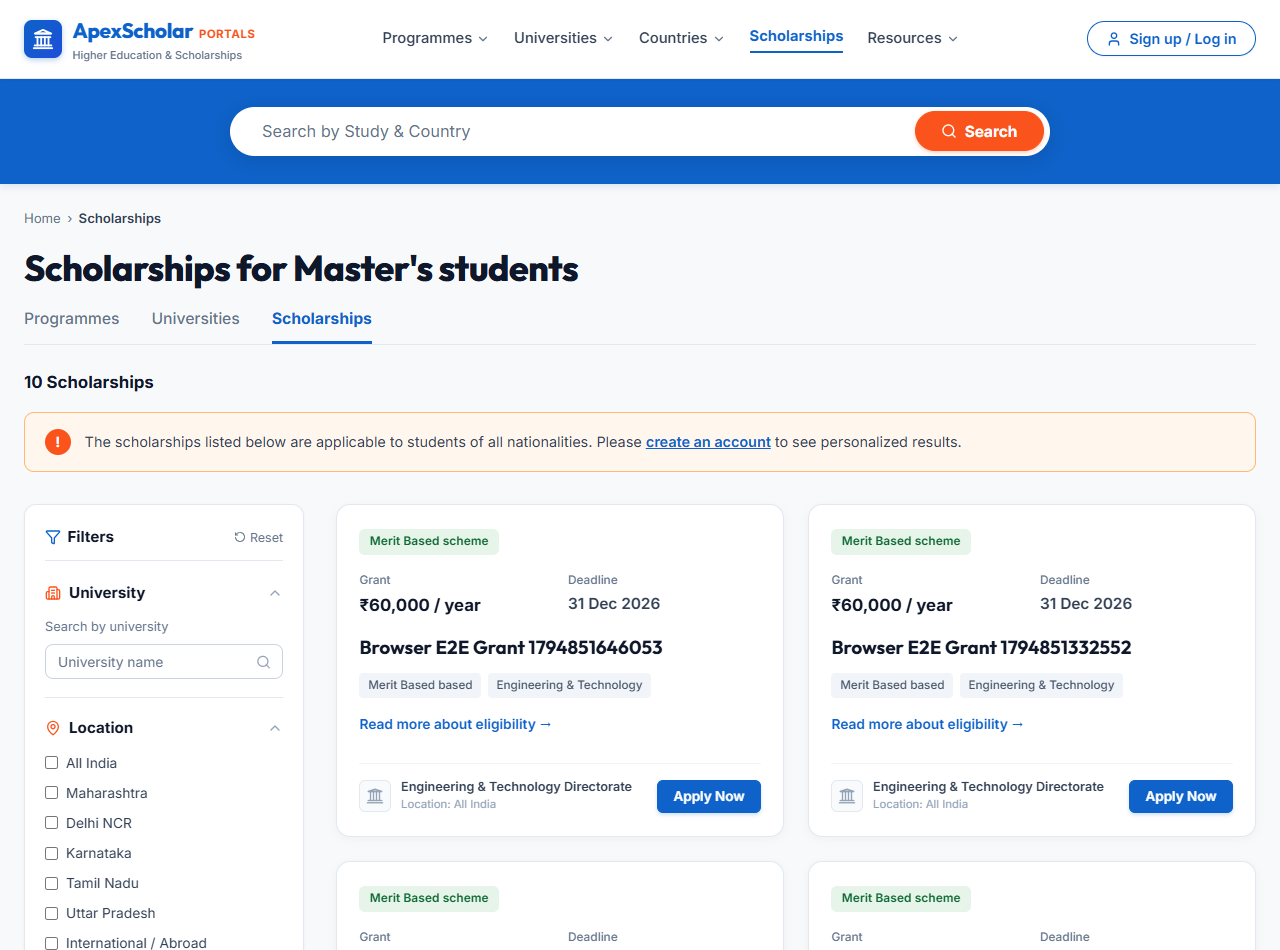 ApexScholar PORTALS
Higher Education & Scholarships
Programmes
Universities
Countries
Scholarships
Resources
Sign up / Log in
Search by Study & Country
Search
Home › Scholarships
Scholarships for Master's students
Programmes
Universities
Scholarships
10 Scholarships
! The scholarships listed below are applicable to students of all nationalities. Please create an account to see personalized results.
Filters
Reset
University
Search by university
University name
Location
All India
Maharashtra
Delhi NCR
Karnataka
Tamil Nadu
Uttar Pradesh
International / Abroad
Merit Based scheme
Grant
Deadline
₹60,000 / year
31 Dec 2026
Browser E2E Grant 1794851646053
Merit Based based
Engineering & Technology
Read more about eligibility →
Engineering & Technology Directorate
Location: All India
Apply Now
Merit Based scheme
Grant
Deadline
₹60,000 / year
31 Dec 2026
Browser E2E Grant 1794851332552
Merit Based based
Engineering & Technology
Read more about eligibility →
Engineering & Technology Directorate
Location: All India
Apply Now
Merit Based scheme
Grant
Deadline
Merit Based scheme
Grant
Deadline